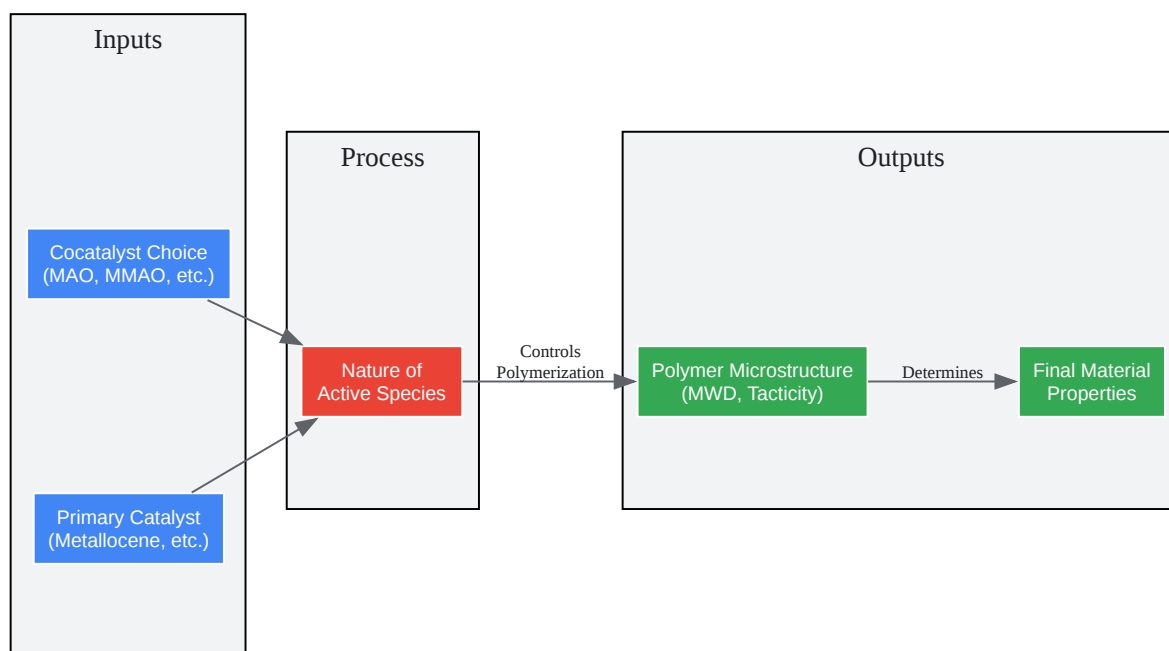 Inputs
Cocatalyst Choice
(MAO, MMAO, etc.)
Primary Catalyst
(Metallocene, etc.)
Process
Nature of
Active Species
Controls
Polymerization
Outputs
Polymer Microstructure
(MWD, Tacticity)
Determines
Final Material
Properties